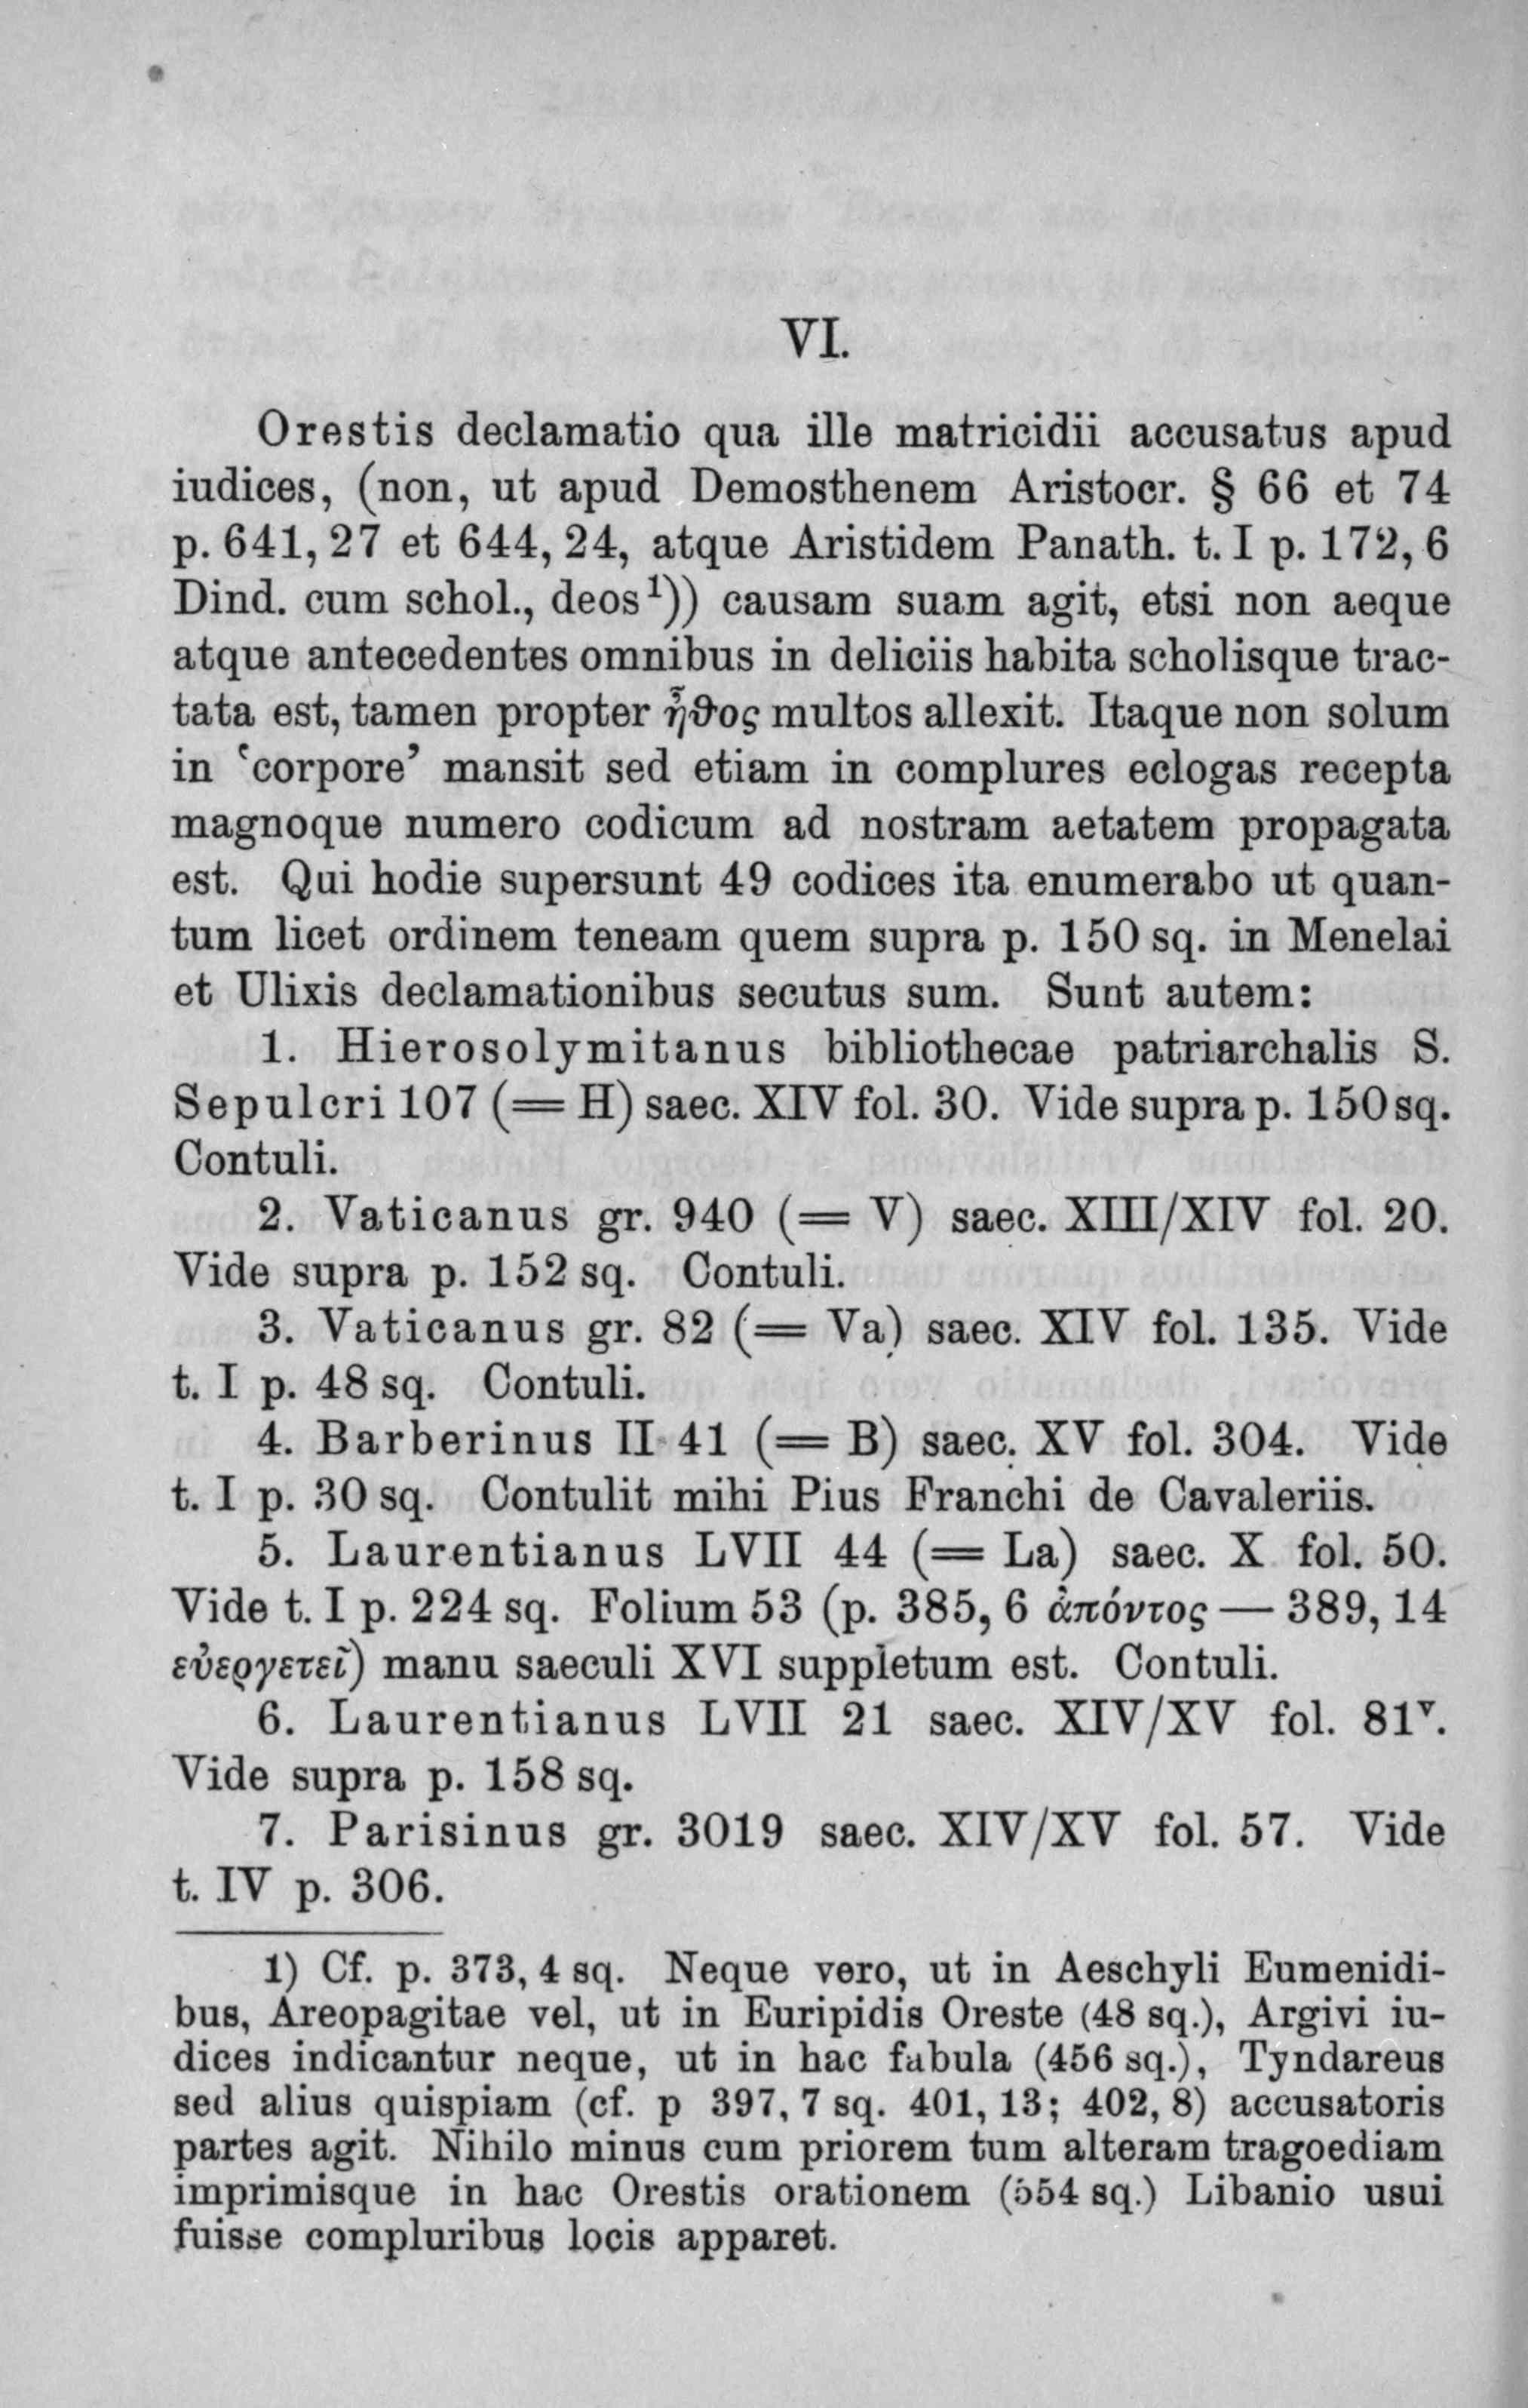 VI.
Orestis declamatio qua ille matricidii accusatus apud
iudices, (non, ut apud Demosthenem Aristocr. § 66 et 74
p. 641, 27 et 644, 24, atque Aristidem Panath. t. I p. 172, 6
Dind. cum schol., deos¹)) causam suam agit, etsi non aeque
atque antecedentes omnibus in deliciis habita scholisque trac-
tata est, tamen propter ἦθος multos allexit. Itaque non solum
in ‘corpore’ mansit sed etiam in complures eclogas recepta
magnoque numero codicum ad nostram aetatem propagata
est. Qui hodie supersunt 49 codices ita enumerabo ut quan-
tum licet ordinem teneam quem supra p. 150 sq. in Menelai
et Ulixis declamationibus secutus sum. Sunt autem:
1. Hierosolymitanus bibliothecae patriarchalis S.
Sepulcri 107 (= H) saec. XIV fol. 30. Vide supra p. 150 sq.
Contuli.
2. Vaticanus gr. 940 (= V) saec. XIII/XIV fol. 20.
Vide supra p. 152 sq. Contuli.
3. Vaticanus gr. 82 (= Va) saec. XIV fol. 135. Vide
t. I p. 48 sq. Contuli.
4. Barberinus II 41 (= B) saec. XV fol. 304. Vide
t. I p. 30 sq. Contulit mihi Pius Franchi de Cavaleriis.
5. Laurentianus LVII 44 (= La) saec. X fol. 50.
Vide t. I p. 224 sq. Folium 53 (p. 385, 6 ἀπόντος — 389, 14
εὐεργετεῖ) manu saeculi XVI suppletum est. Contuli.
6. Laurentianus LVII 21 saec. XIV/XV fol. 81ᵛ.
Vide supra p. 158 sq.
7. Parisinus gr. 3019 saec. XIV/XV fol. 57. Vide
t. IV p. 306.
1) Cf. p. 373, 4 sq. Neque vero, ut in Aeschyli Eumenidi-
bus, Areopagitae vel, ut in Euripidis Oreste (48 sq.), Argivi iu-
dices indicantur neque, ut in hac fabula (456 sq.), Tyndareus
sed alius quispiam (cf. p 397, 7 sq. 401, 13; 402, 8) accusatoris
partes agit. Nihilo minus cum priorem tum alteram tragoediam
imprimisque in hac Orestis orationem (554 sq.) Libanio usui
fuisse compluribus locis apparet.